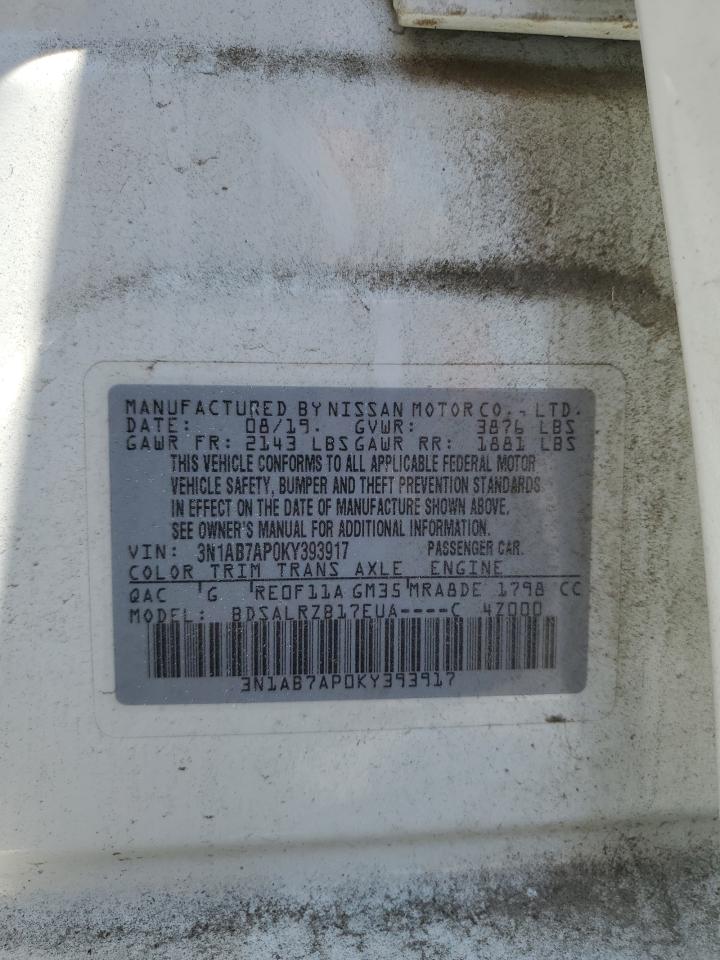 MANUFACTURED BY NISSAN MOTOR CO., LTD.
DATE: 08/19. GVWR: 3876 LBS
GAWR FR: 2143 LBS GAWR RR: 1881 LBS
THIS VEHICLE CONFORMS TO ALL APPLICABLE FEDERAL MOTOR
VEHICLE SAFETY, BUMPER AND THEFT PREVENTION STANDARDS
IN EFFECT ON THE DATE OF MANUFACTURE SHOWN ABOVE.
SEE OWNER'S MANUAL FOR ADDITIONAL INFORMATION.
VIN: 3N1AB7AP0KY393917 PASSENGER CAR.
COLOR TRIM TRANS AXLE ENGINE
QAC G RE0F11A GM35 MRA8DE 1798 CC
MODEL: BDSALRZB17EUA----C 4Z000
3N1AB7AP0KY393917